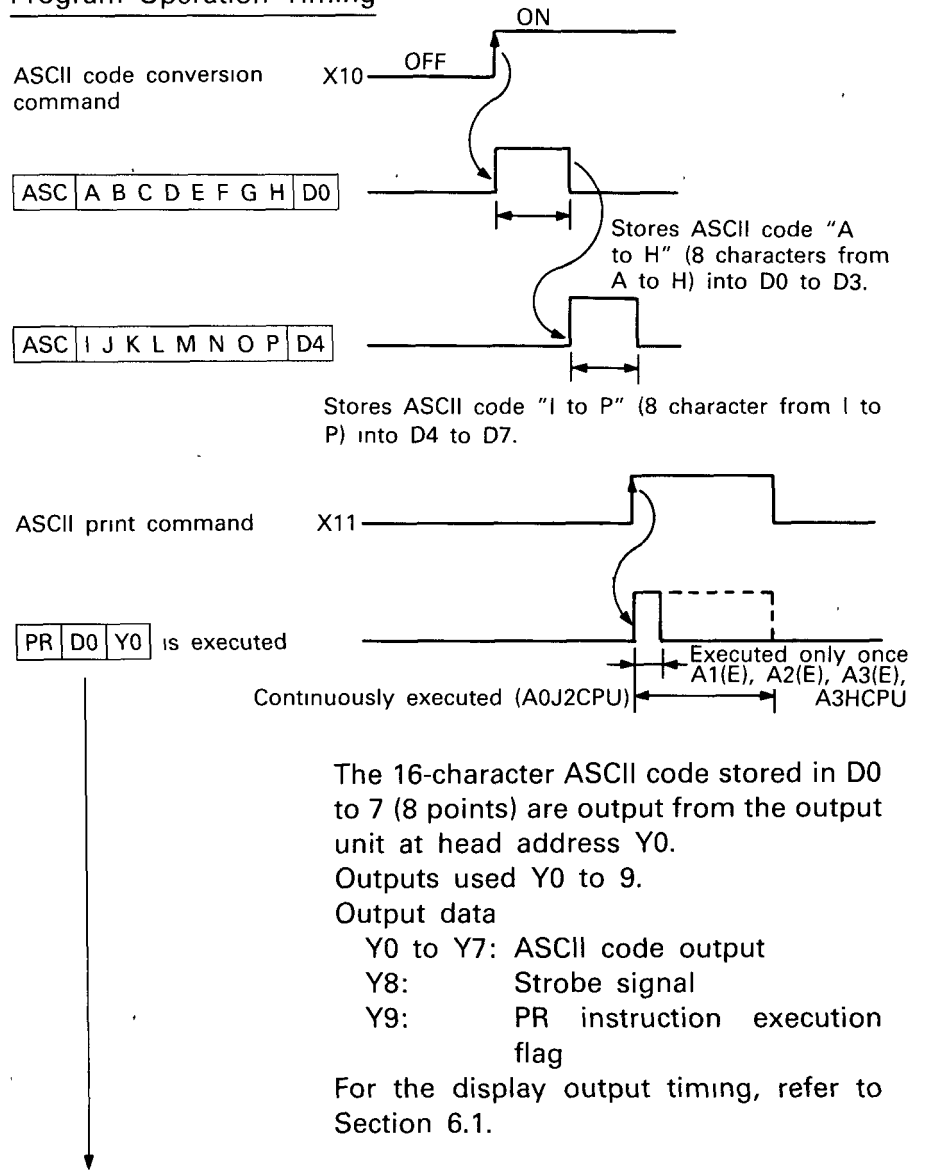 Program Operation Timing
ON
OFF
ASCII code conversion
command
X10
ASC A B C D E F G H D0
Stores ASCII code "A
to H" (8 characters from
A to H) into D0 to D3.
ASC I J K L M N O P D4
Stores ASCII code "I to P" (8 character from I to
P) into D4 to D7.
ASCII print command
X11
PR D0 Y0 is executed
Executed only once
A1(E), A2(E), A3(E),
A3HCPU
Continuously executed (A0J2CPU)
The 16-character ASCII code stored in D0
to 7 (8 points) are output from the output
unit at head address Y0.
Outputs used Y0 to 9.
Output data
Y0 to Y7: ASCII code output
Y8: Strobe signal
Y9: PR instruction execution
flag
For the display output timing, refer to
Section 6.1.